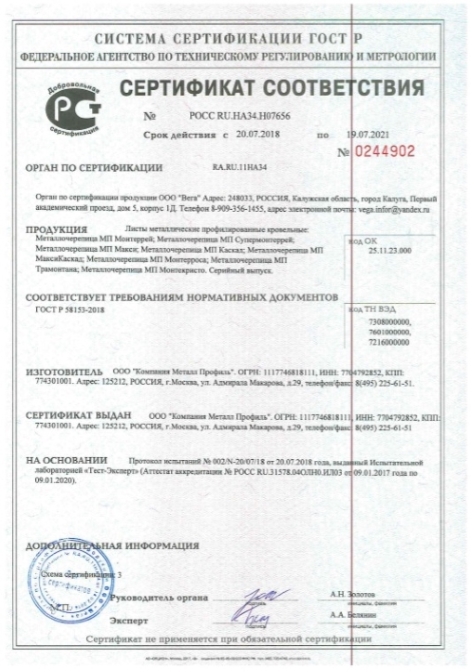 СИСТЕМА СЕРТИФИКАЦИИ ГОСТ Р
ФЕДЕРАЛЬНОЕ АГЕНТСТВО ПО ТЕХНИЧЕСКОМУ РЕГУЛИРОВАНИЮ И МЕТРОЛОГИИ
Добровольная
сертификация
СЕРТИФИКАТ СООТВЕТСТВИЯ
№ РОСС RU.НА34.Н07656
Срок действия с 20.07.2018 по 19.07.2021
№ 0244902
ОРГАН ПО СЕРТИФИКАЦИИ RA.RU.11НА34
Орган по сертификации продукции ООО "Вега" Адрес: 248033, РОССИЯ, Калужская область, город Калуга, Первый
академический проезд, дом 5, корпус 1Д. Телефон 8-909-356-1455, адрес электронной почты: vega.infor@yandex.ru
ПРОДУКЦИЯ Листы металлические профилированные кровельные:
Металлочерепица МП Монтеррей; Металлочерепица МП Супермонтеррей;
Металлочерепица МП Макси; Металлочерепица МП Каскад; Металлочерепица МП
МаксиКаскад; Металлочерепица МП Монтерроса; Металлочерепица МП
Трамонтана; Металлочерепица МП Монтекристо. Серийный выпуск.
код ОК
25.11.23.000
СООТВЕТСТВУЕТ ТРЕБОВАНИЯМ НОРМАТИВНЫХ ДОКУМЕНТОВ
ГОСТ Р 58153-2018
код ТН ВЭД
7308000000,
7601000000,
7216000000
ИЗГОТОВИТЕЛЬ ООО "Компания Металл Профиль". ОГРН: 1117746818111, ИНН: 7704792852, КПП:
774301001. Адрес: 125212, РОССИЯ, г.Москва, ул. Адмирала Макарова, д.29, телефон/факс: 8(495) 225-61-51.
СЕРТИФИКАТ ВЫДАН ООО "Компания Металл Профиль". ОГРН: 1117746818111, ИНН: 7704792852, КПП:
774301001. Адрес: 125212, РОССИЯ, г.Москва, ул. Адмирала Макарова, д.29, телефон/факс: 8(495) 225-61-51
НА ОСНОВАНИИ Протокол испытаний № 002/N-20/07/18 от 20.07.2018 года, выданный Испытательной
лабораторией «Тест-Эксперт» (Аттестат аккредитации № РОСС RU.31578.04ОЛН0.ИЛ03 от 09.01.2017 года по
09.01.2020).
ДОПОЛНИТЕЛЬНАЯ ИНФОРМАЦИЯ
Схема сертификации: 3
М.П.
Руководитель органа А.Н. Золотов
Эксперт А.А. Белянин
Сертификат не применяется при обязательной сертификации